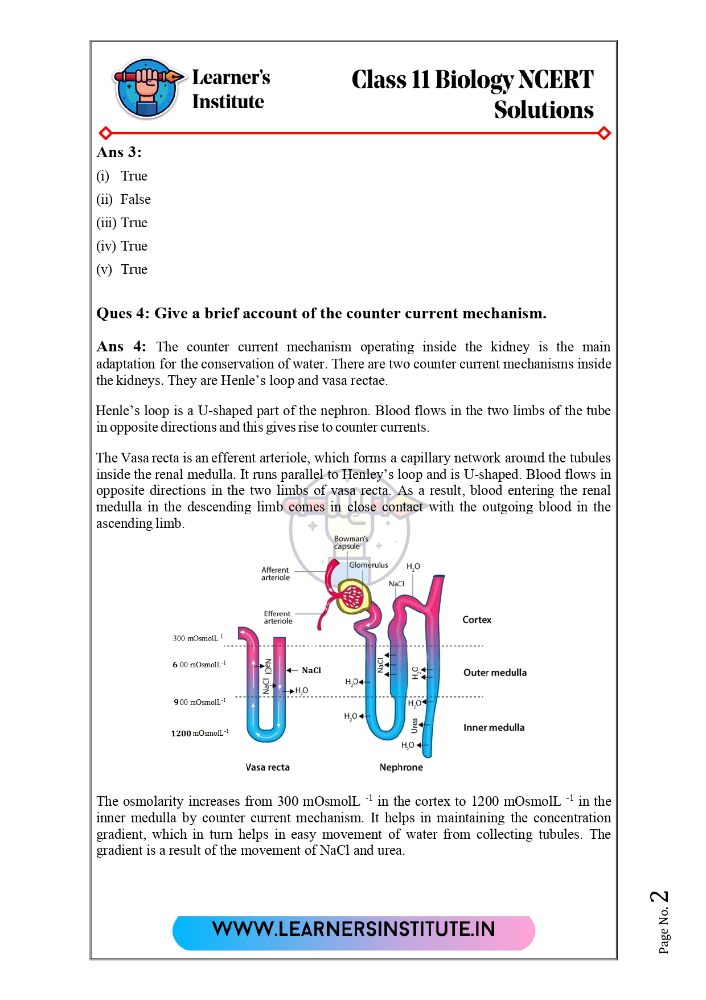 Learner's
Institute
Class 11 Biology NCERT
Solutions
Ans 3:
(i) True
(ii) False
(iii) True
(iv) True
(v) True
Ques 4: Give a brief account of the counter current mechanism.
Ans 4: The counter current mechanism operating inside the kidney is the main
adaptation for the conservation of water. There are two counter current mechanisms inside
the kidneys. They are Henle's loop and vasa rectae.
Henle's loop is a U-shaped part of the nephron. Blood flows in the two limbs of the tube
in opposite directions and this gives rise to counter currents.
The Vasa recta is an efferent arteriole, which forms a capillary network around the tubules
inside the renal medulla. It runs parallel to Henley's loop and is U-shaped. Blood flows in
opposite directions in the two limbs of vasa recta. As a result, blood entering the renal
medulla in the descending limb comes in close contact with the outgoing blood in the
ascending limb.
Bowman's
capsule
Afferent
arteriole
Glomerulus
H₂O
NaCl
Efferent
arteriole
Cortex
300 mOsmolL⁻¹
6 00 mOsmolL⁻¹
NaCl
NaCl
NaCl
H₂O
NaCl
H₂O
H₂O
Outer medulla
9 00 mOsmolL⁻¹
H₂O
H₂O
Urea
Inner medulla
1200 mOsmolL⁻¹
H₂O
Vasa recta
Nephrone
The osmolarity increases from 300 mOsmolL ⁻¹ in the cortex to 1200 mOsmolL ⁻¹ in the
inner medulla by counter current mechanism. It helps in maintaining the concentration
gradient, which in turn helps in easy movement of water from collecting tubules. The
gradient is a result of the movement of NaCl and urea.
WWW.LEARNERSINSTITUTE.IN
Page No. 2